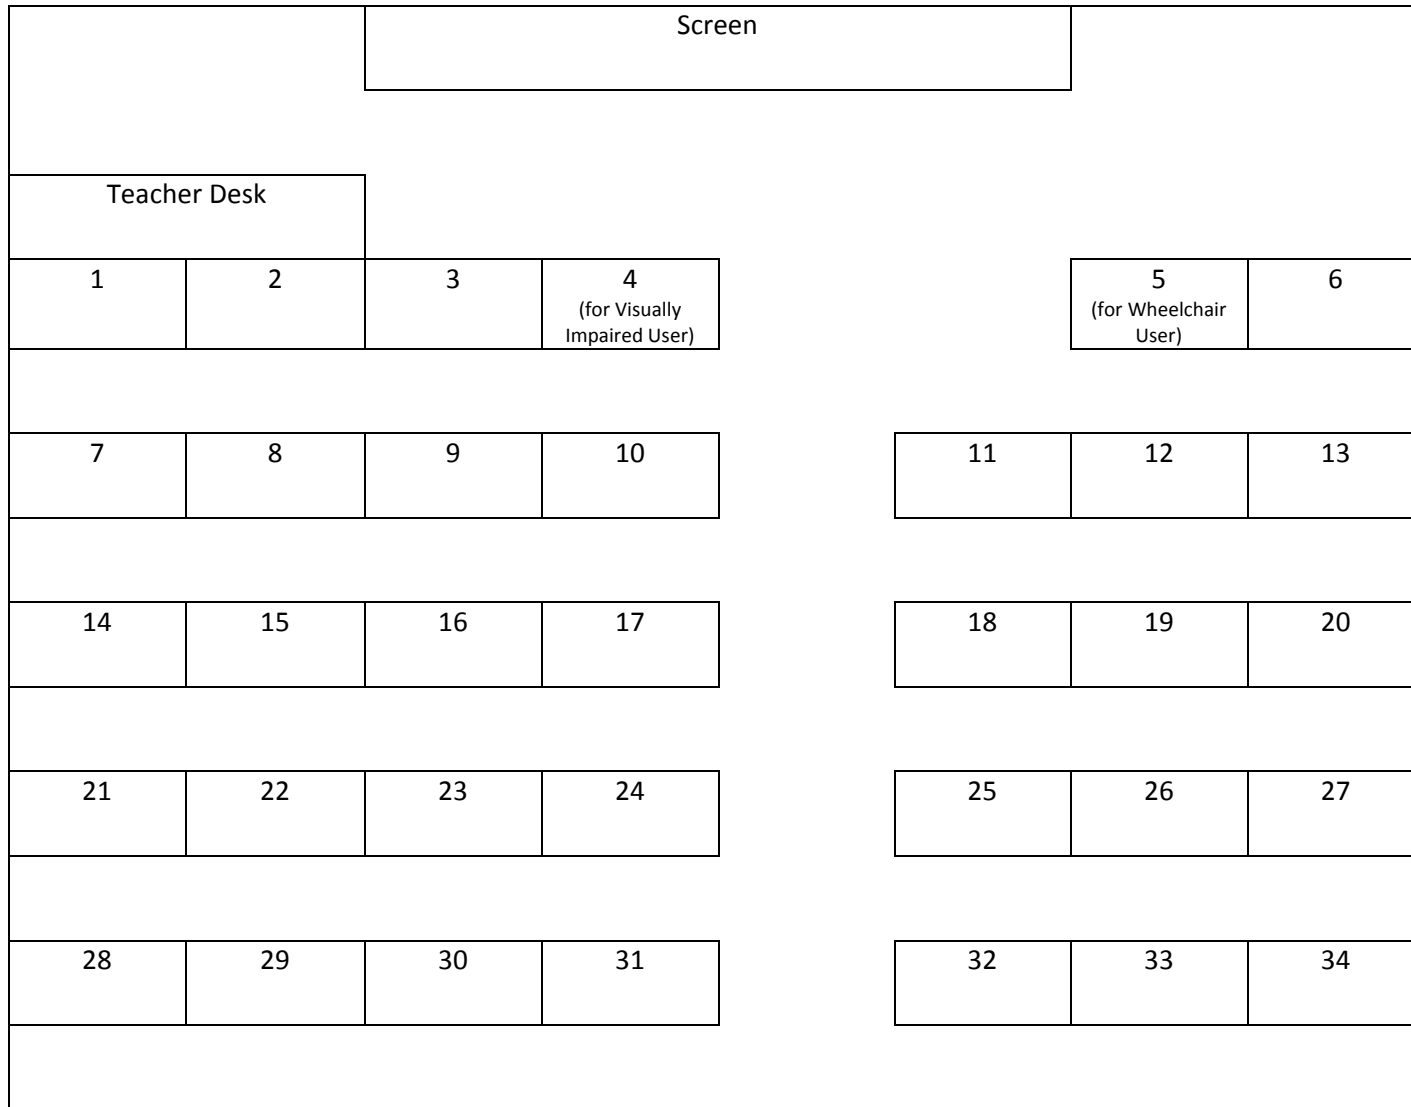 Screen
Teacher Desk
1 2 3 4 5 6
(for Visually (for Wheelchair
Impaired User) User)
7 8 9 10 11 12 13
14 15 16 17 18 19 20
21 22 23 24 25 26 27
28 29 30 31 32 33 34